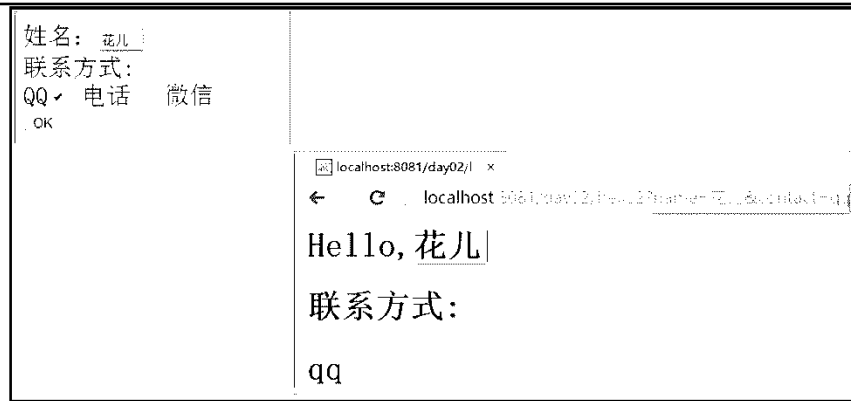 姓名: 花儿
联系方式:
QQ✔ 电话 微信
OK
localhost:8081/day02/l ×
localhost
Hello,花儿
联系方式:
qq